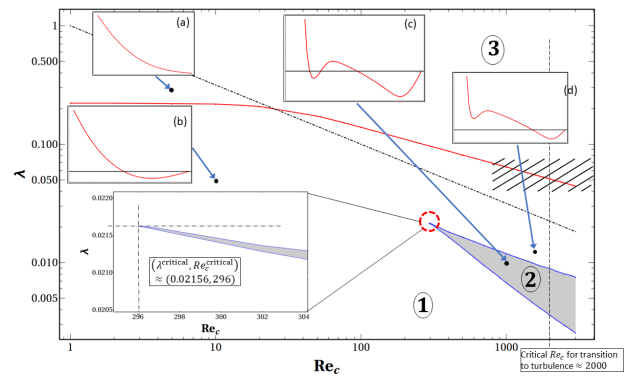 (a)
(b)
(c)
(d)
3
1
0.500
0.100
0.050
0.010
0.005
λ
0.0220
0.0215
0.0210
0.0205
λ
(λ^critical, Re_c^critical)
≈ (0.02156, 296)
296 298 300 302 304
Re_c
1
2
1 10 100 1000
Re_c
Critical Re_c for transition
to turbulence ≈ 2000